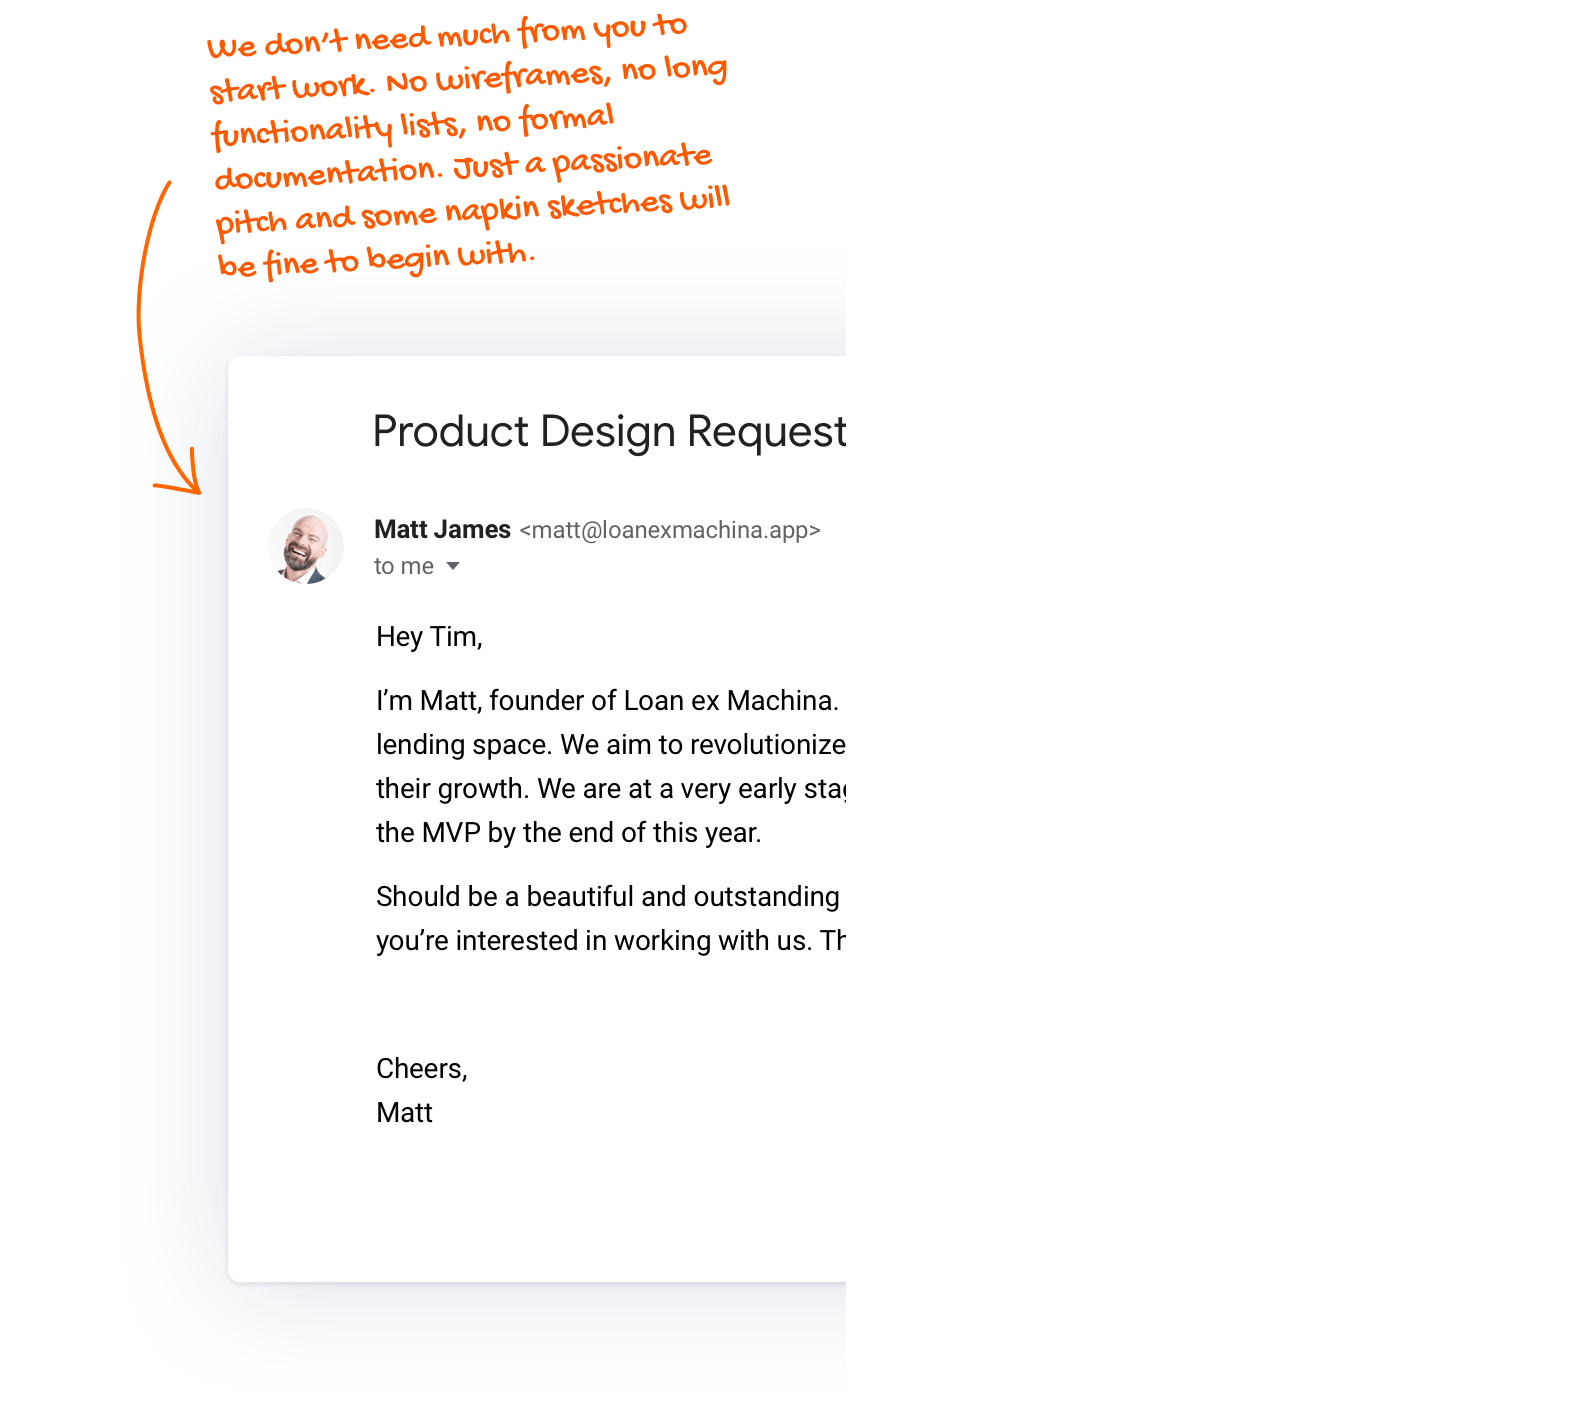 We don't need much from you to
start work. No wireframes, no long
functionality lists, no formal
documentation. Just a passionate
pitch and some napkin sketches will
be fine to begin with.
Product Design Request
Matt James <matt@loanexmachina.app>
to me
Hey Tim,
I’m Matt, founder of Loan ex Machina.
lending space. We aim to revolutionize
their growth. We are at a very early
the MVP by the end of this year.
Should be a beautiful and outstanding
you’re interested in working with us.
Cheers,
Matt